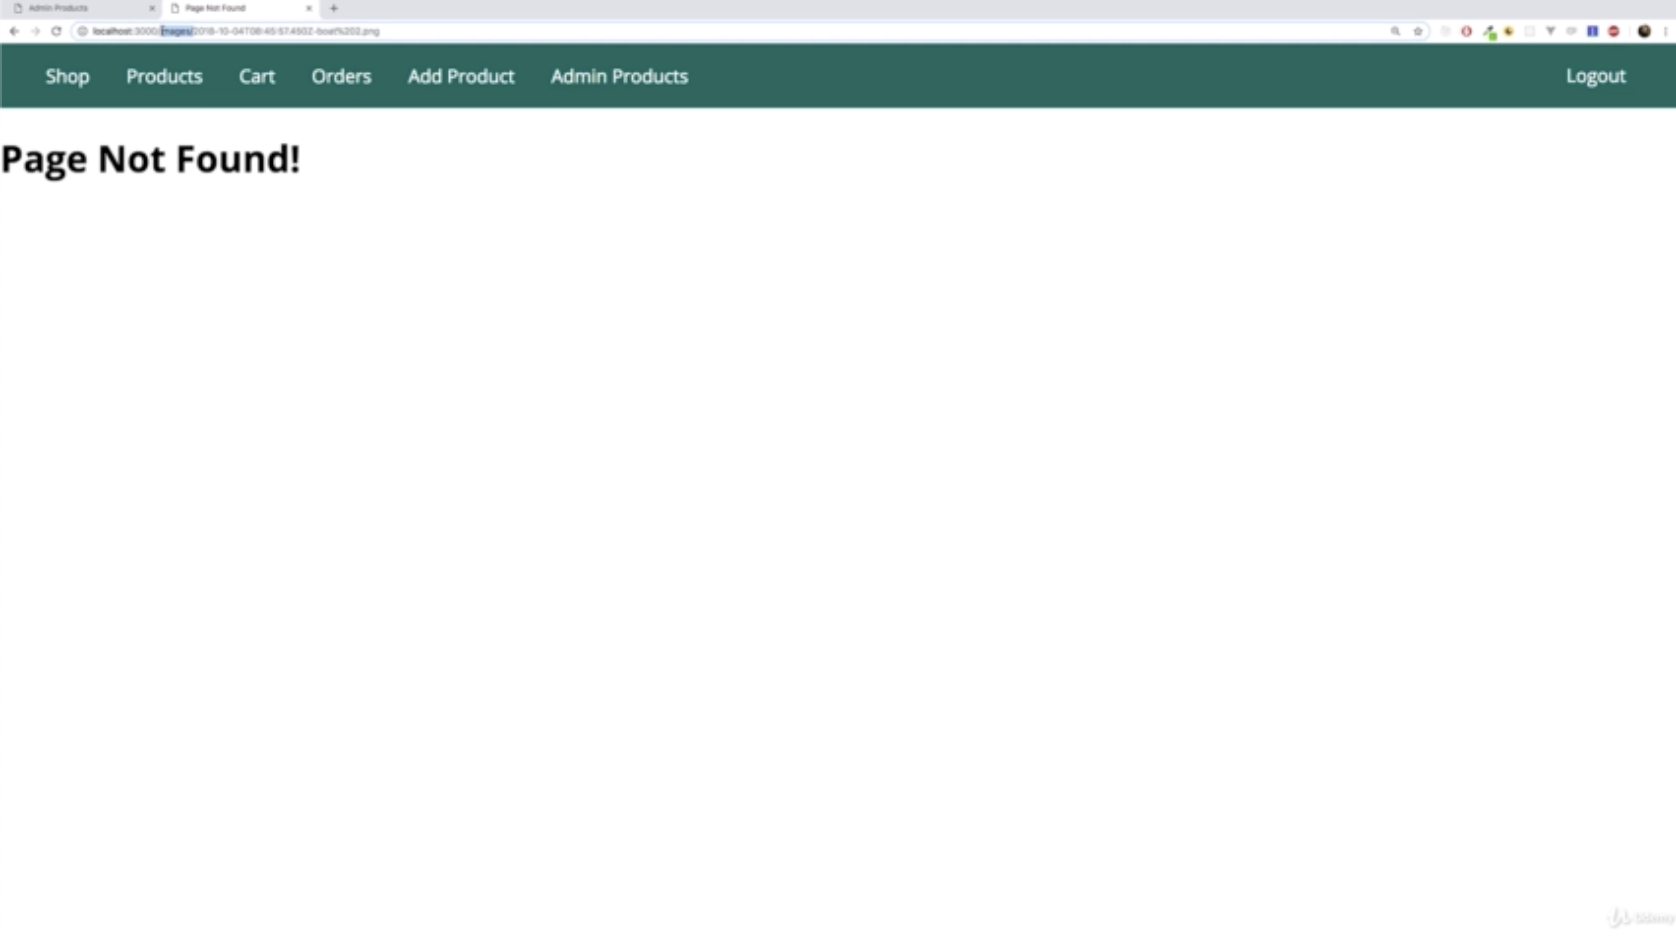 Admin Products
Page Not Found
localhost:3000/images/2018-10-04T08:45:57.450Z-boat%202.png
Shop Products Cart Orders Add Product Admin Products Logout
Page Not Found!
Udemy